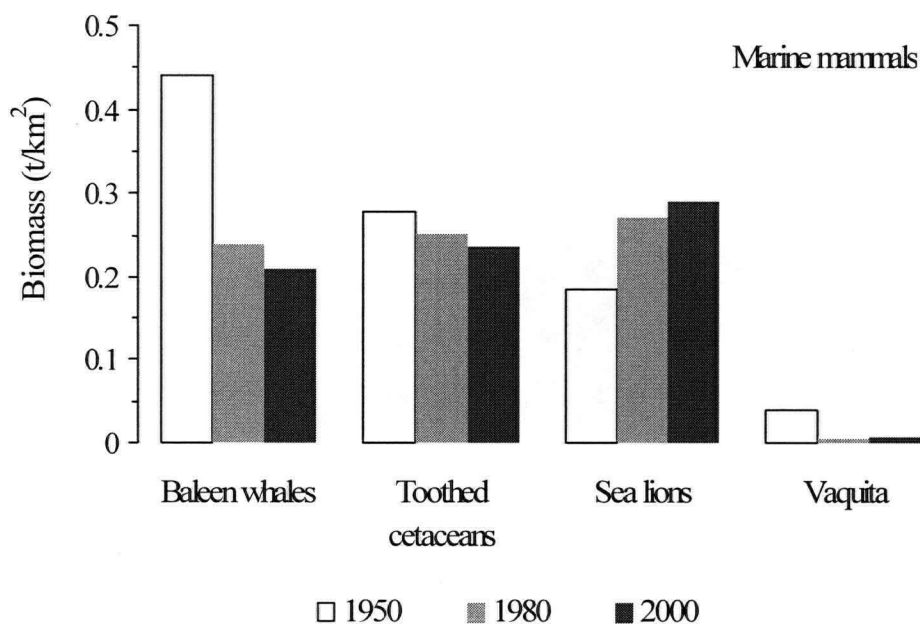 Marine mammals
Biomass (t/km²)
0.5
0.4
0.3
0.2
0.1
0
Baleen whales
Toothed
cetaceans
Sea lions
Vaquita
1950 1980 2000